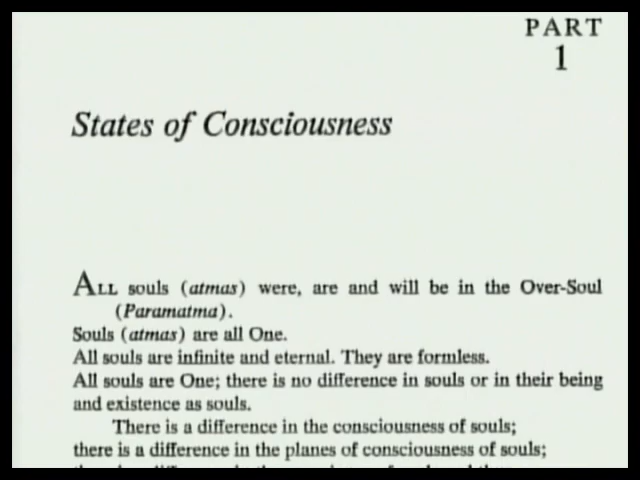 PART
1
States of Consciousness
ALL souls (atmas) were, are and will be in the Over-Soul
(Paramatma).
Souls (atmas) are all One.
All souls are infinite and eternal. They are formless.
All souls are One; there is no difference in souls or in their being
and existence as souls.
There is a difference in the consciousness of souls;
there is a difference in the planes of consciousness of souls;